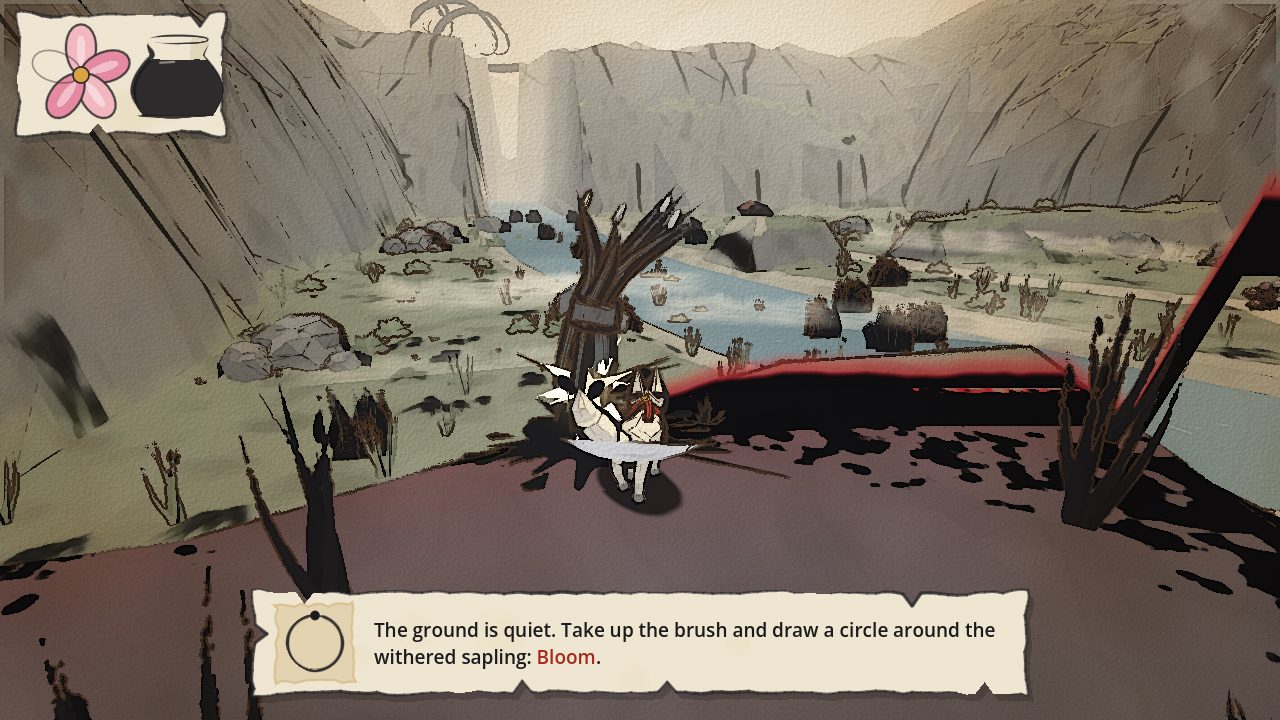 The ground is quiet. Take up the brush and draw a circle around the
withered sapling: Bloom.